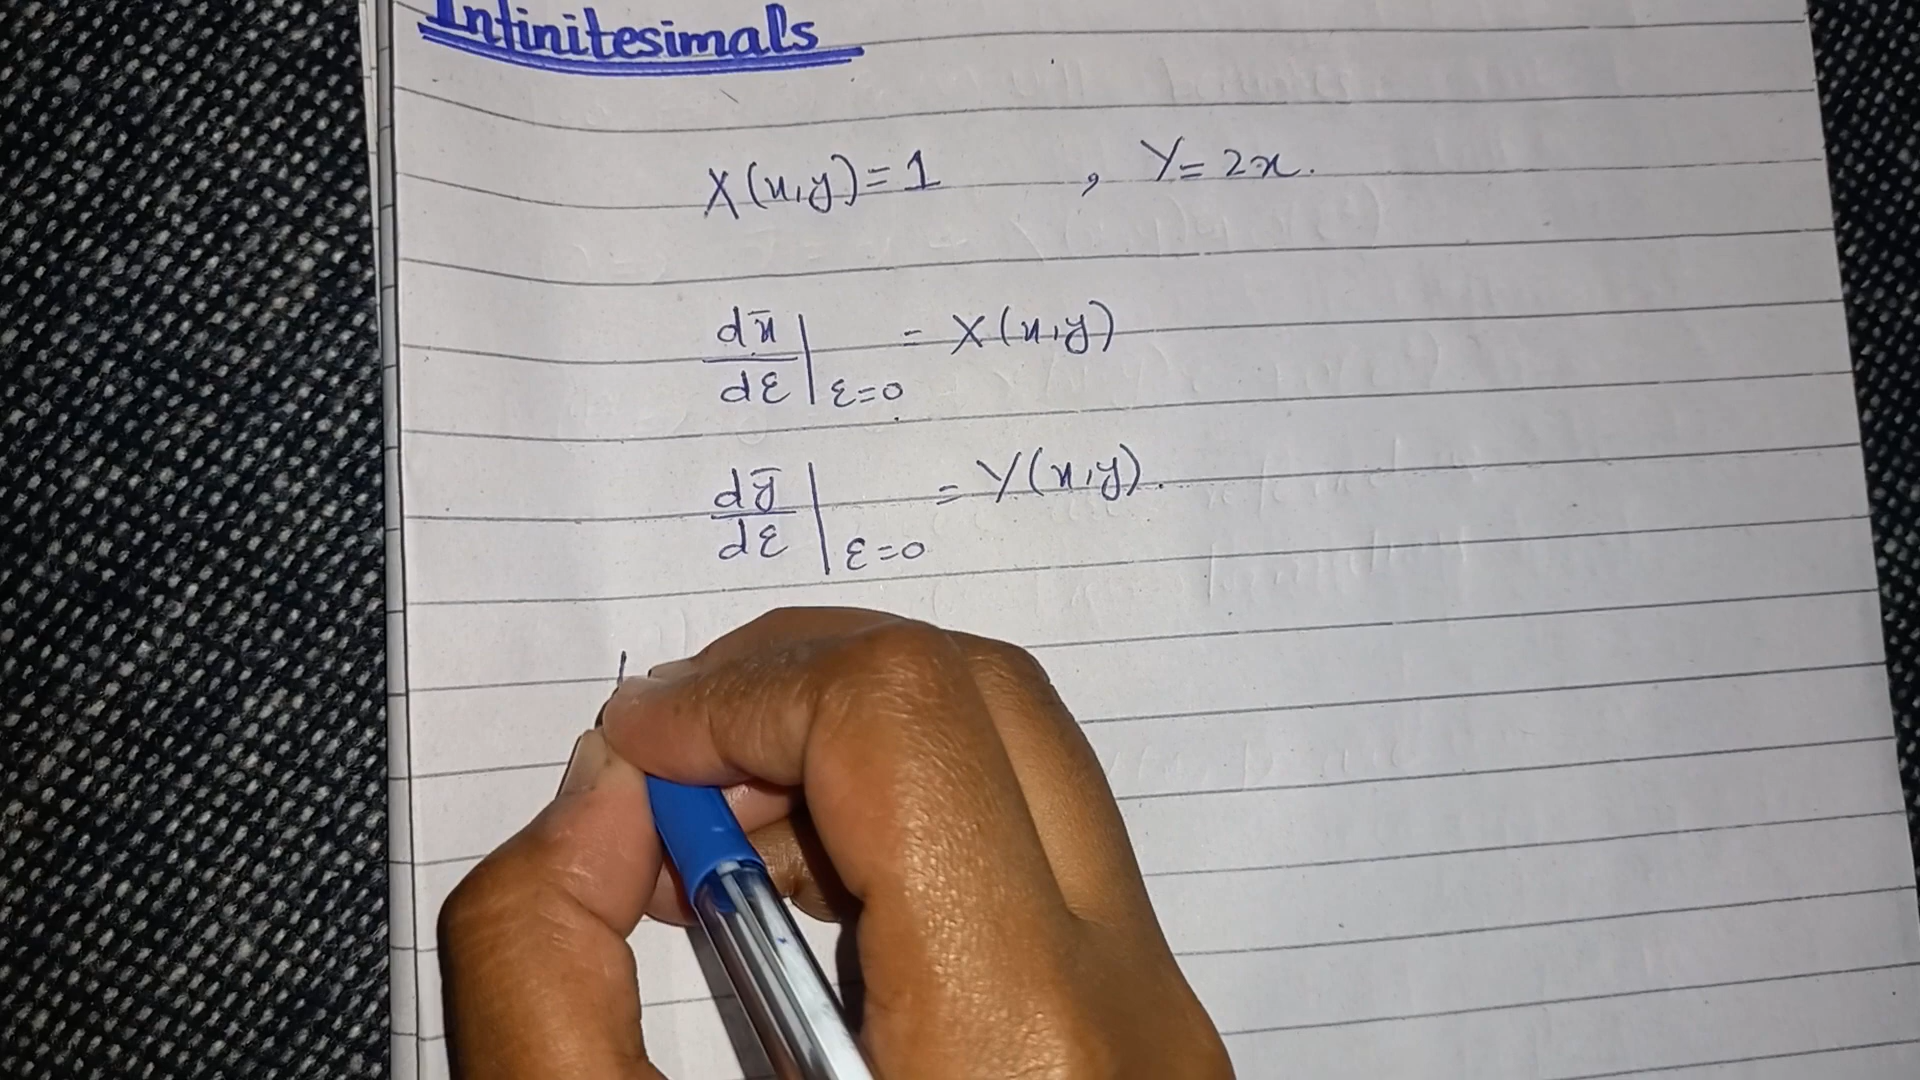 Infinitesimals
X(x,y)=1 , Y=2x.
dx̄/dε|ε=0 = X(x,y)
dȳ/dε|ε=0 = Y(x,y).